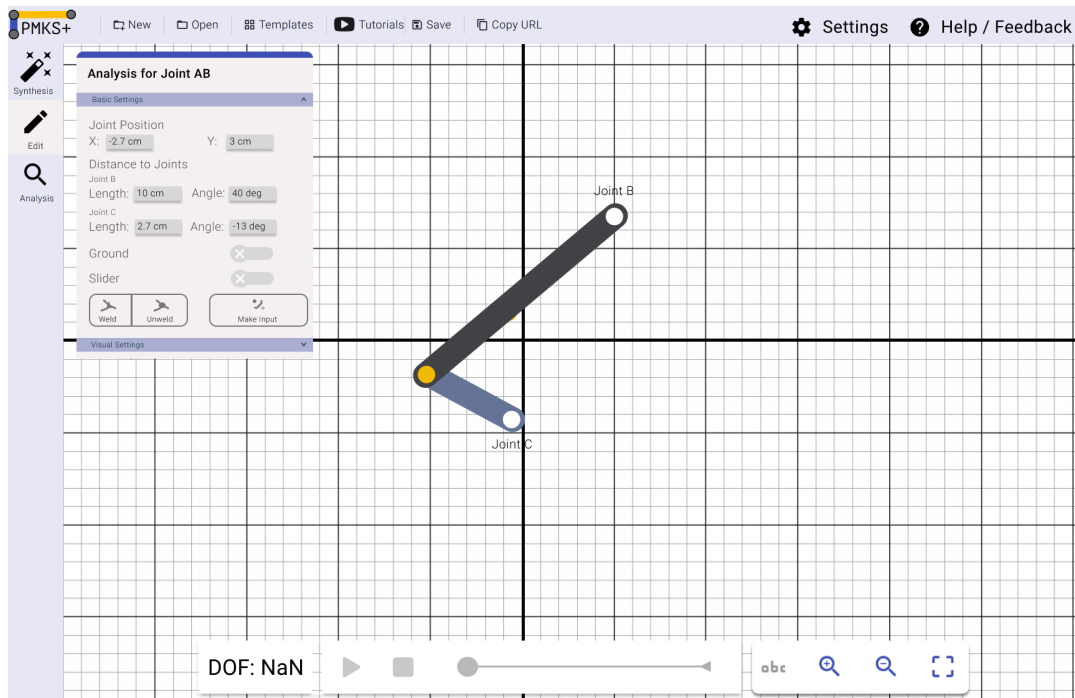 PMKS+
New
Open
Templates
Tutorials
Save
Copy URL
Settings
Help / Feedback
Synthesis
Edit
Analysis
Analysis for Joint AB
Basic Settings
Joint Position
X: -2.7 cm Y: 3 cm
Distance to Joints
Joint B
Length: 10 cm Angle: 40 deg
Joint C
Length: 2.7 cm Angle: -13 deg
Ground
Slider
Weld Unweld Make Input
Visual Settings
Joint B
Joint C
DOF: NaN
abc